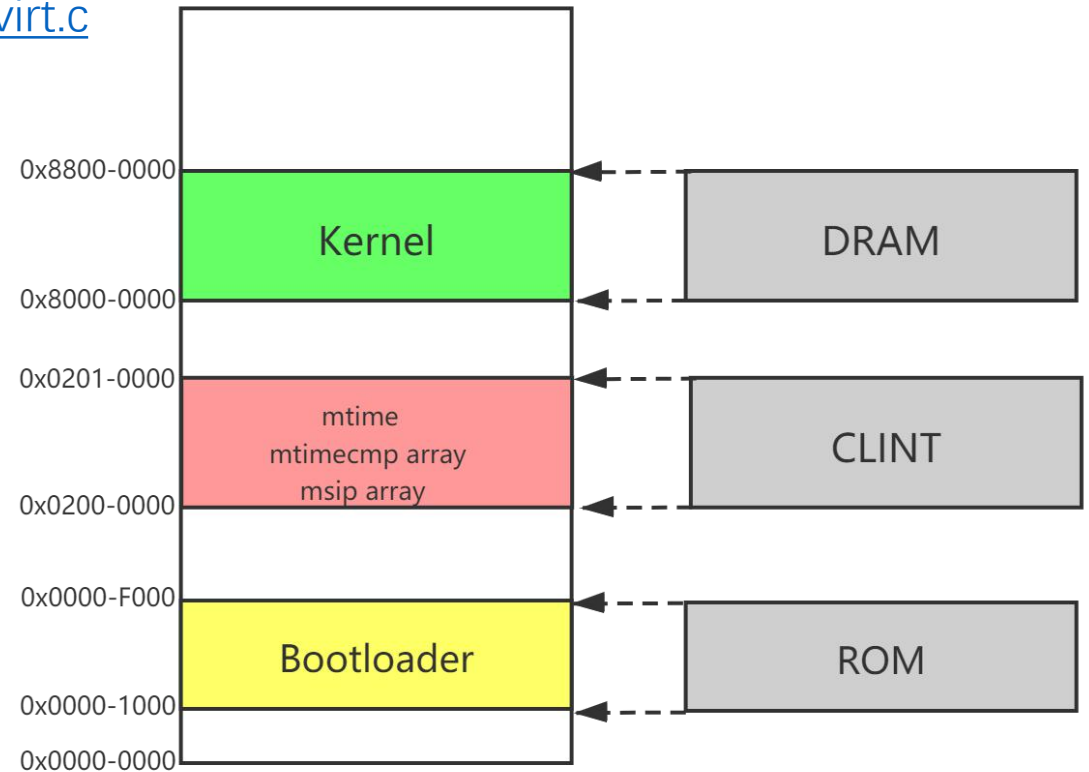 virt.c
0x8800-0000
Kernel
DRAM
0x8000-0000
0x0201-0000
mtime
mtimecmp array
msip array
CLINT
0x0200-0000
0x0000-F000
Bootloader
ROM
0x0000-1000
0x0000-0000